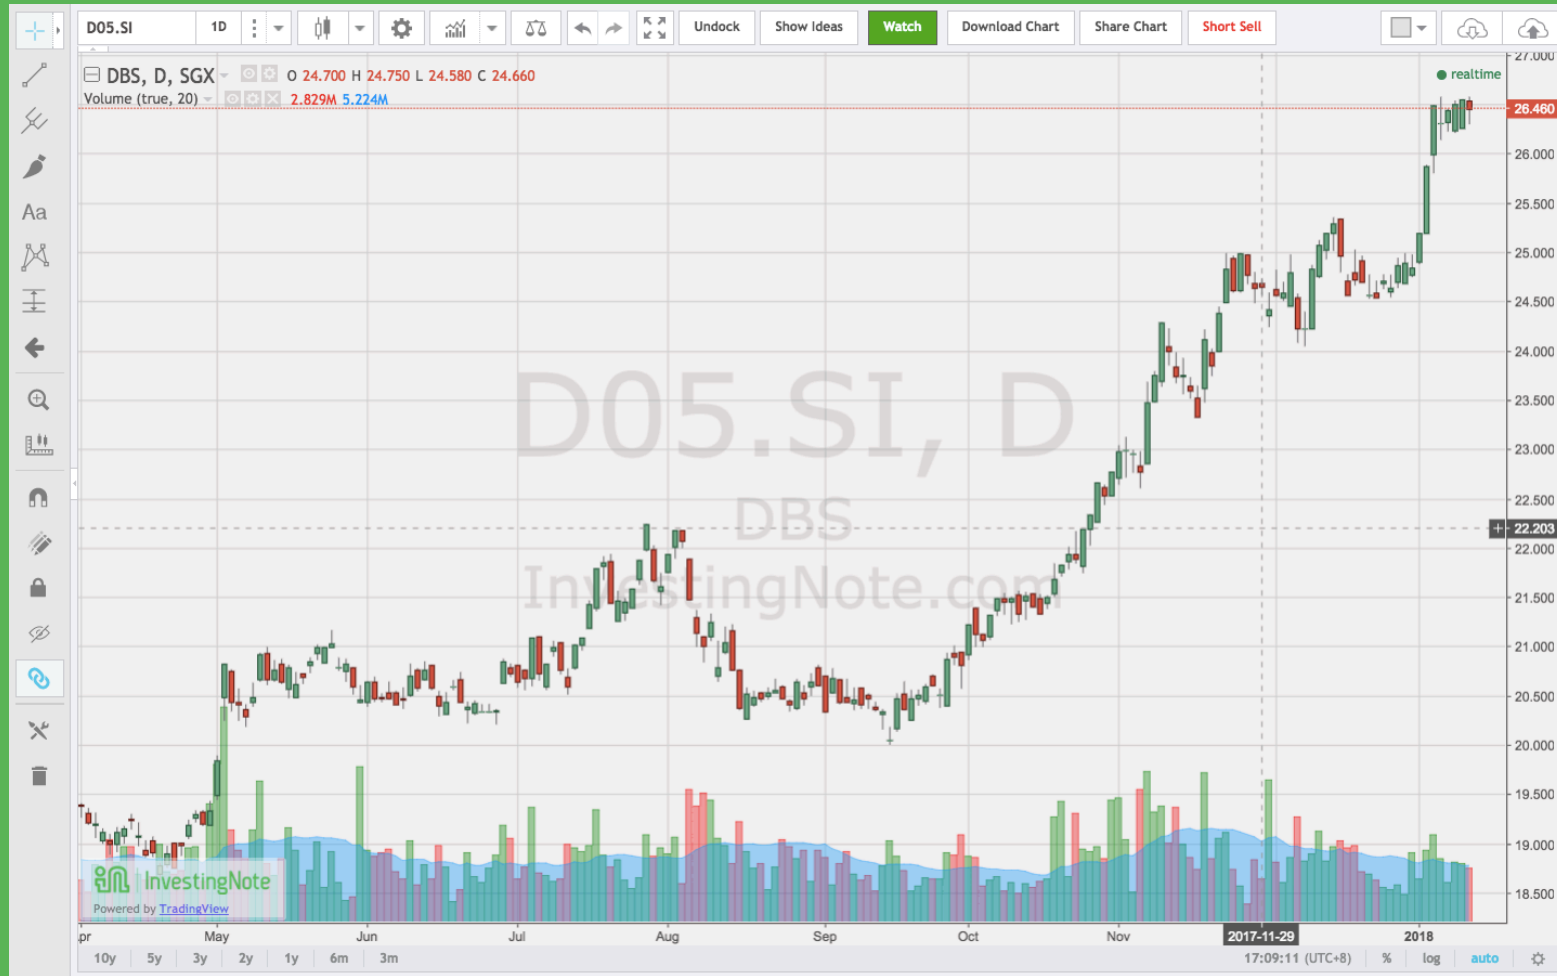 D05.SI 1D Undock Show Ideas Watch Download Chart Share Chart Short Sell
DBS, D, SGX O 24.700 H 24.750 L 24.580 C 24.660
realtime
Volume (true, 20) 2.829M 5.224M
Aa
27.000
26.460
26.000
25.500
25.000
24.500
24.000
23.500
23.000
22.500
22.203
22.000
21.500
21.000
20.500
20.000
19.500
19.000
18.500
D05.SI, D
DBS
InvestingNote.com
InvestingNote
Powered by TradingView
pr May Jun Jul Aug Sep Oct Nov 2017-11-29 2018
10y 5y 3y 2y 1y 6m 3m 17:09:11 (UTC+8) % log auto